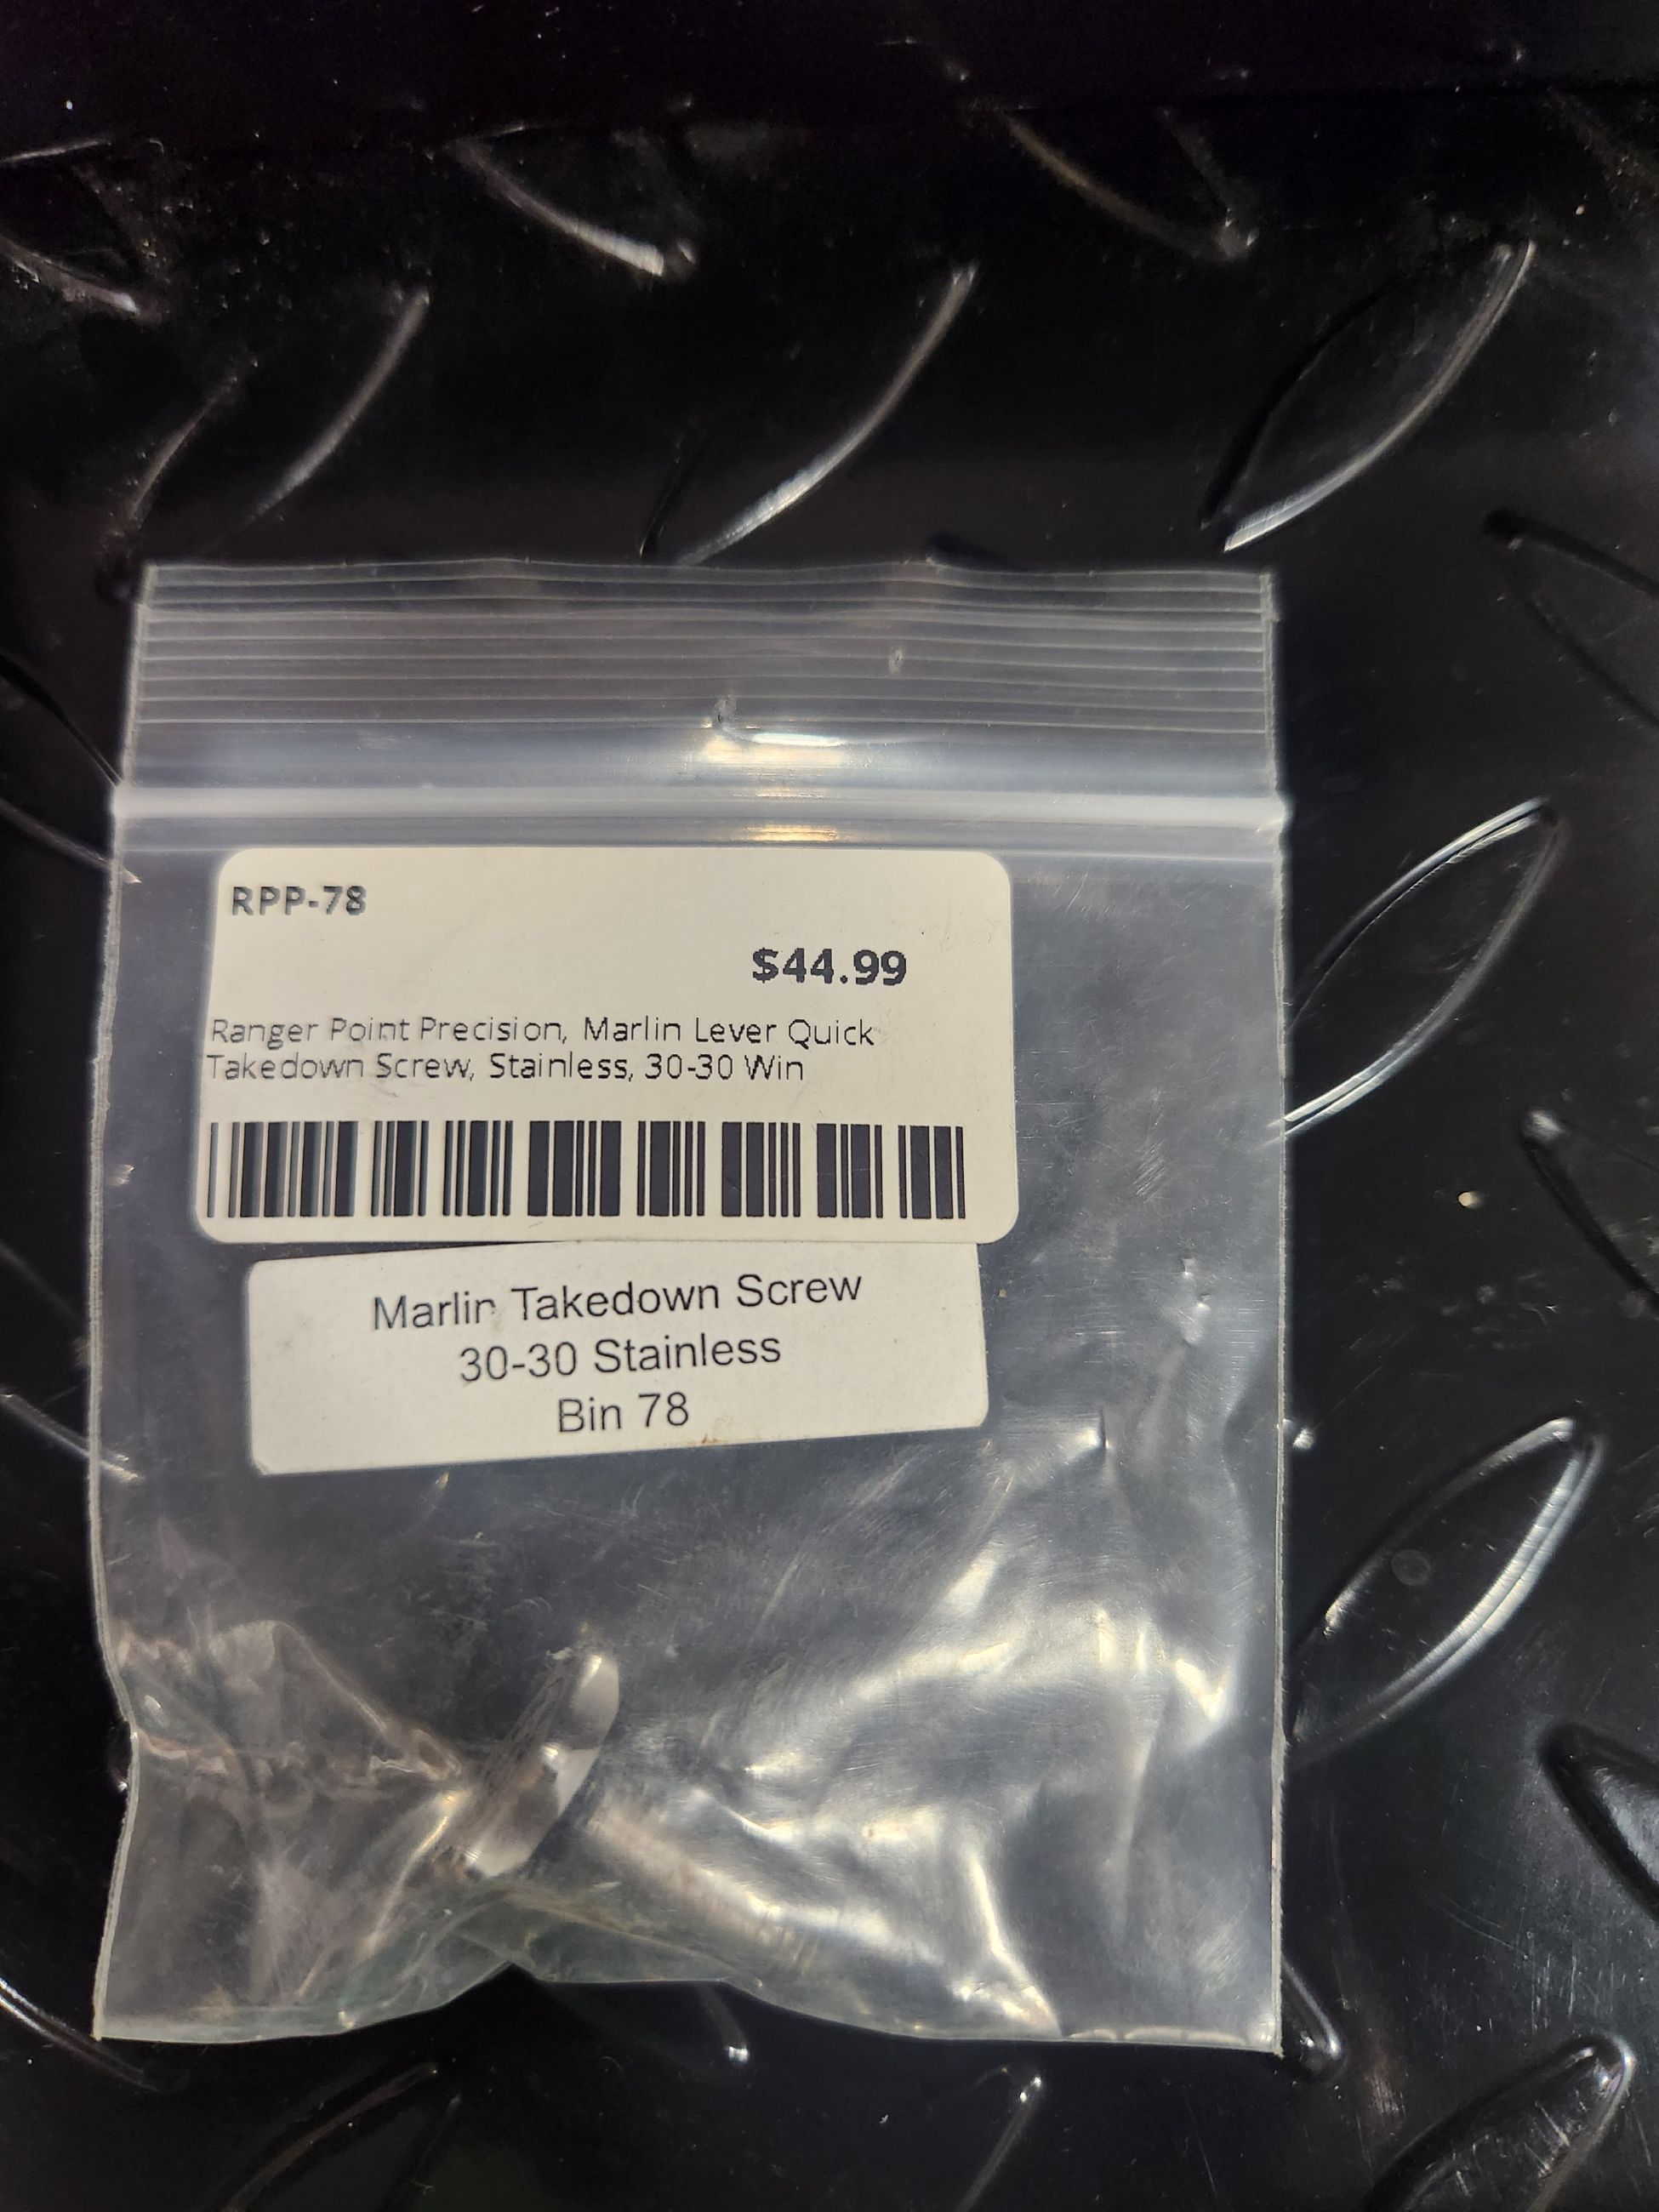 RPP-78
$44.99
Ranger Point Precision, Marlin Lever Quick
Takedown Screw, Stainless, 30-30 Win
Marlin Takedown Screw
30-30 Stainless
Bin 78